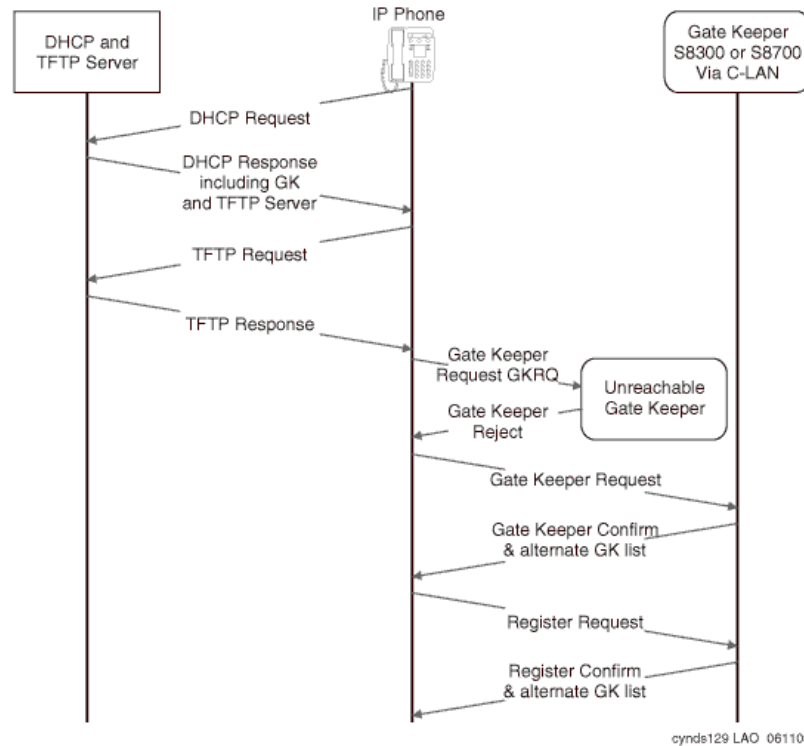 IP Phone
DHCP and
TFTP Server
Gate Keeper
S8300 or S8700
Via C-LAN
DHCP Request
DHCP Response
including GK
and TFTP Server
TFTP Request
TFTP Response
Gate Keeper
Request GKRQ
Unreachable
Gate Keeper
Gate Keeper
Reject
Gate Keeper Request
Gate Keeper Confirm
& alternate GK list
Register Request
Register Confirm
& alternate GK list
cynds129 LAO 06110